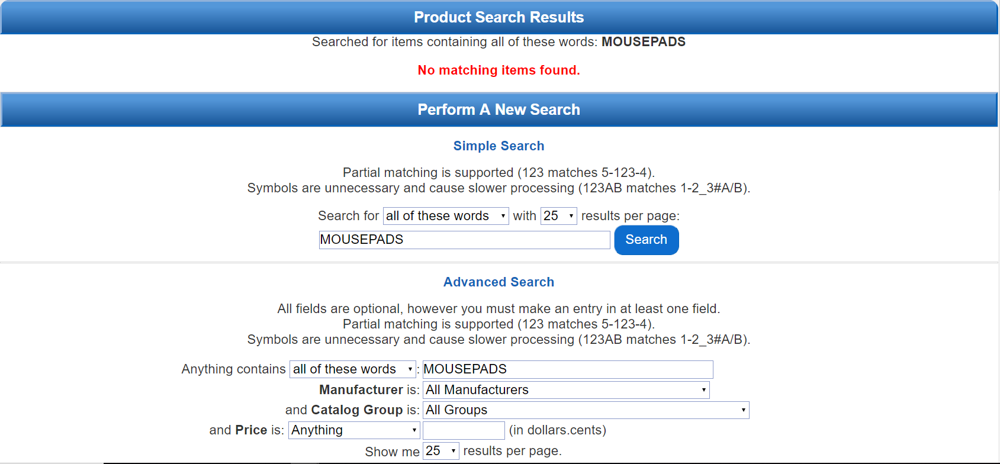 Product Search Results
Searched for items containing all of these words: MOUSEPADS
No matching items found.
Perform A New Search
Simple Search
Partial matching is supported (123 matches 5-123-4).
Symbols are unnecessary and cause slower processing (123AB matches 1-2_3#A/B).
Search for all of these words with 25 results per page:
MOUSEPADS Search
Advanced Search
All fields are optional, however you must make an entry in at least one field.
Partial matching is supported (123 matches 5-123-4).
Symbols are unnecessary and cause slower processing (123AB matches 1-2_3#A/B).
Anything contains all of these words : MOUSEPADS
Manufacturer is: All Manufacturers
and Catalog Group is: All Groups
and Price is: Anything (in dollars.cents)
Show me 25 results per page.